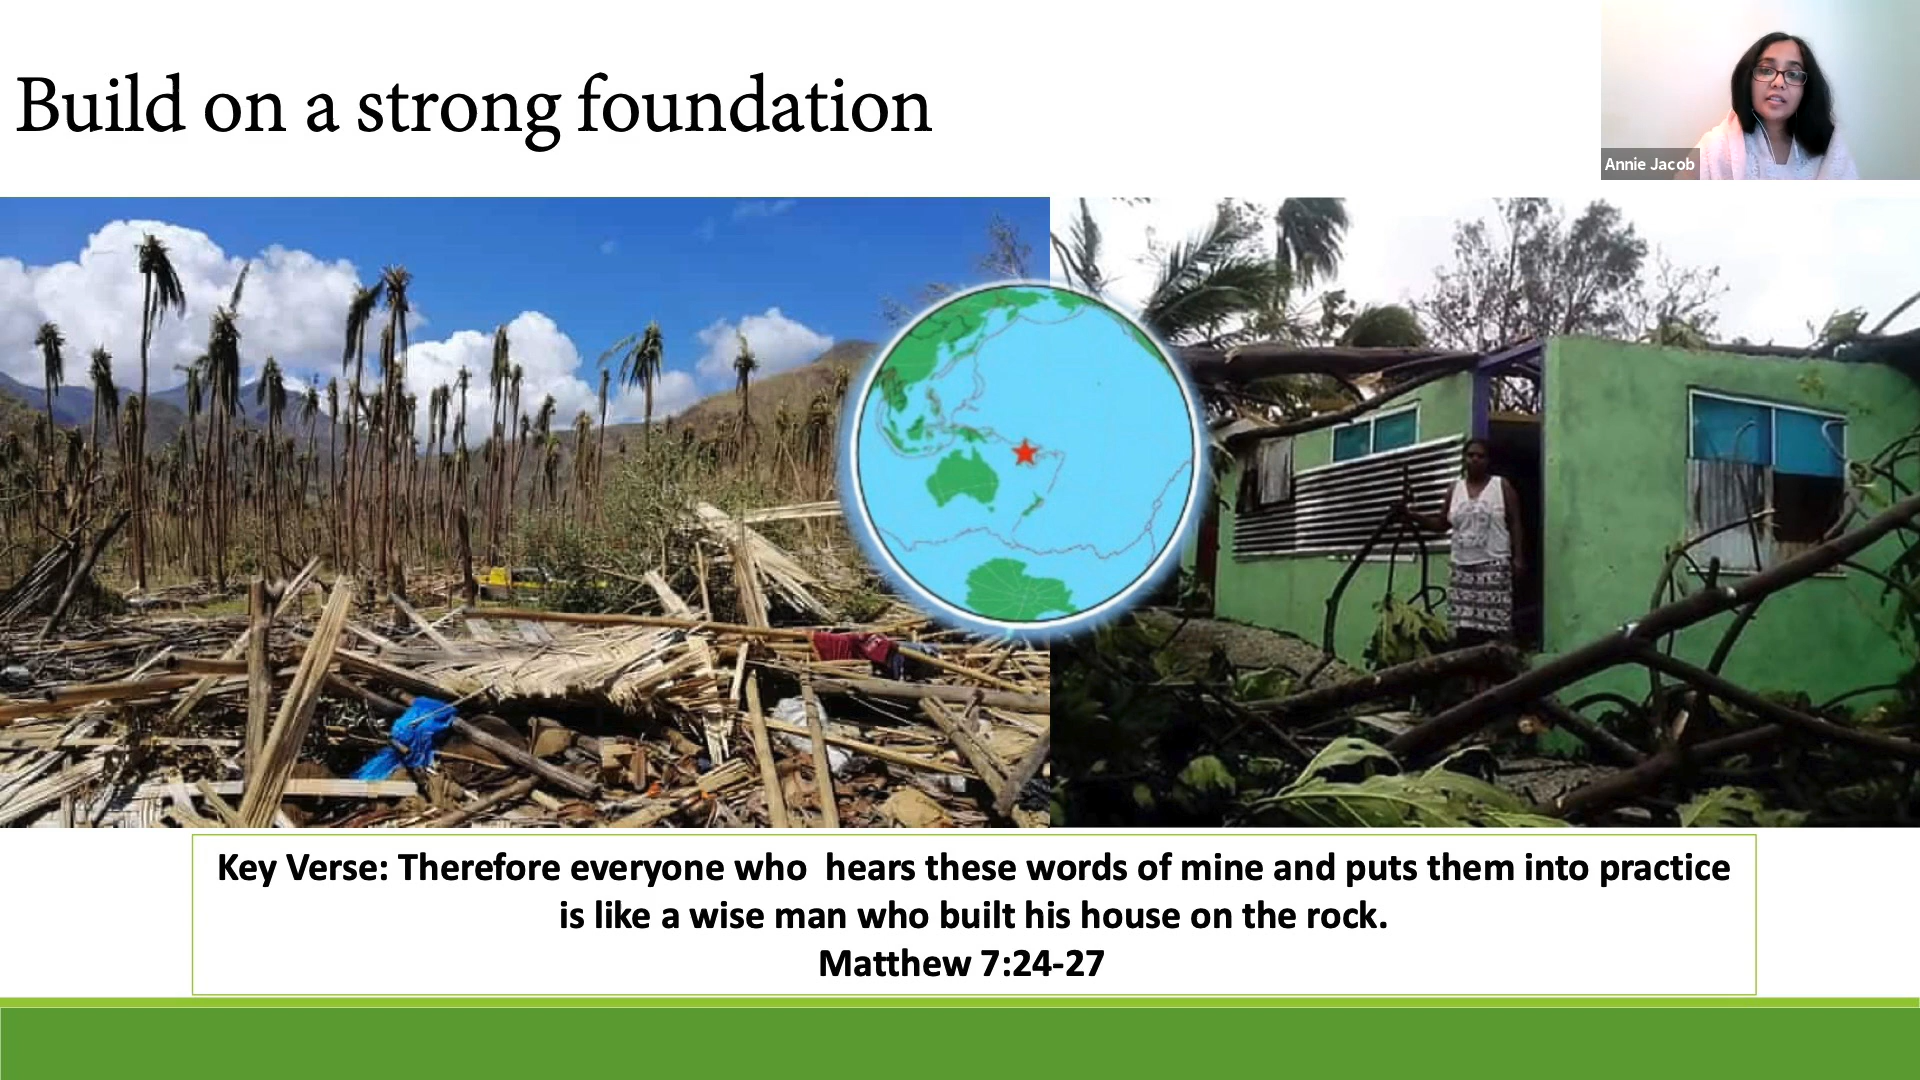 Build on a strong foundation
Annie Jacob
Key Verse: Therefore everyone who  hears these words of mine and puts them into practice
is like a wise man who built his house on the rock.
Matthew 7:24-27